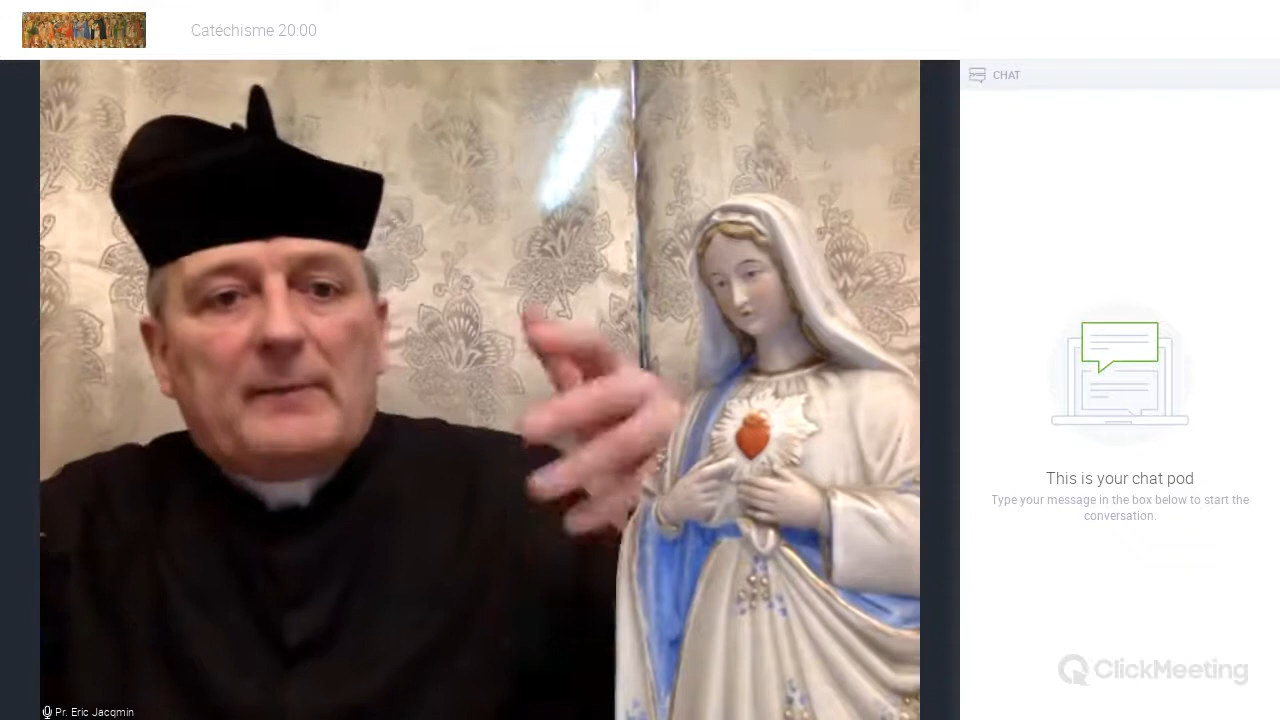 Catéchisme 20:00
CHAT
This is your chat pod
Type your message in the box below to start the
conversation.
ClickMeeting
Pr. Eric Jacqmin